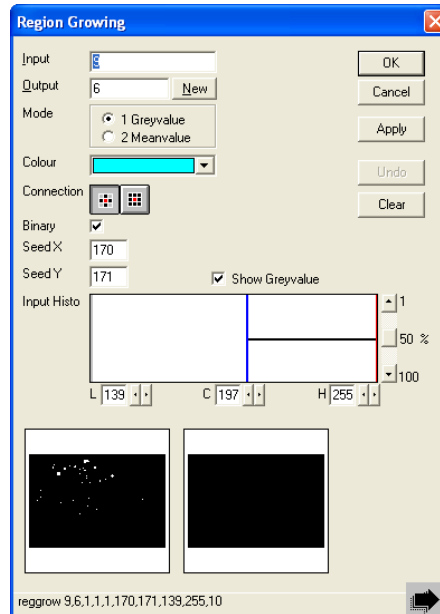 Region Growing
Input 9 OK
Output 6 New Cancel
Mode 1 Greyvalue Apply
2 Meanvalue
Colour Undo
Connection Clear
Binary
Seed X 170
Seed Y 171 Show Greyvalue
Input Histo 1
50 %
100
L 139 C 197 H 255
reggrow 9,6,1,1,1,170,171,139,255,10